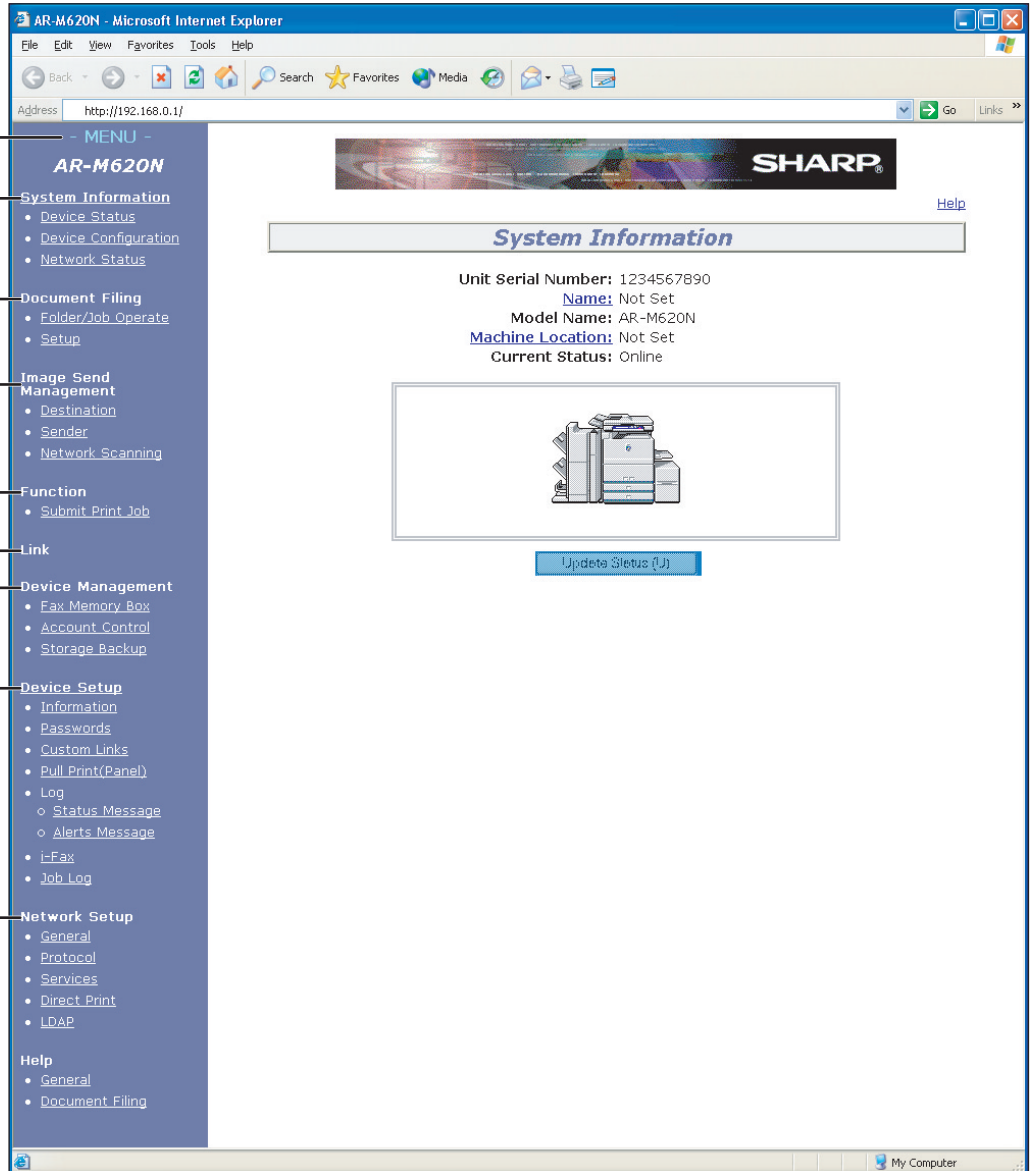 AR-M620N - Microsoft Internet Explorer
File Edit View Favorites Tools Help
Back Search Favorites Media
Address http://192.168.0.1/ Go Links »
- MENU -
AR-M620N
System Information
• Device Status
• Device Configuration
• Network Status
Document Filing
• Folder/Job Operate
• Setup
Image Send
Management
• Destination
• Sender
• Network Scanning
Function
• Submit Print Job
Link
Device Management
• Fax Memory Box
• Account Control
• Storage Backup
Device Setup
• Information
• Passwords
• Custom Links
• Pull Print(Panel)
• Log
o Status Message
o Alerts Message
• i-Fax
• Job Log
Network Setup
• General
• Protocol
• Services
• Direct Print
• LDAP
Help
• General
• Document Filing
SHARP®
Help
System Information
Unit Serial Number: 1234567890
Name: Not Set
Model Name: AR-M620N
Machine Location: Not Set
Current Status: Online
Update Status (U)
My Computer